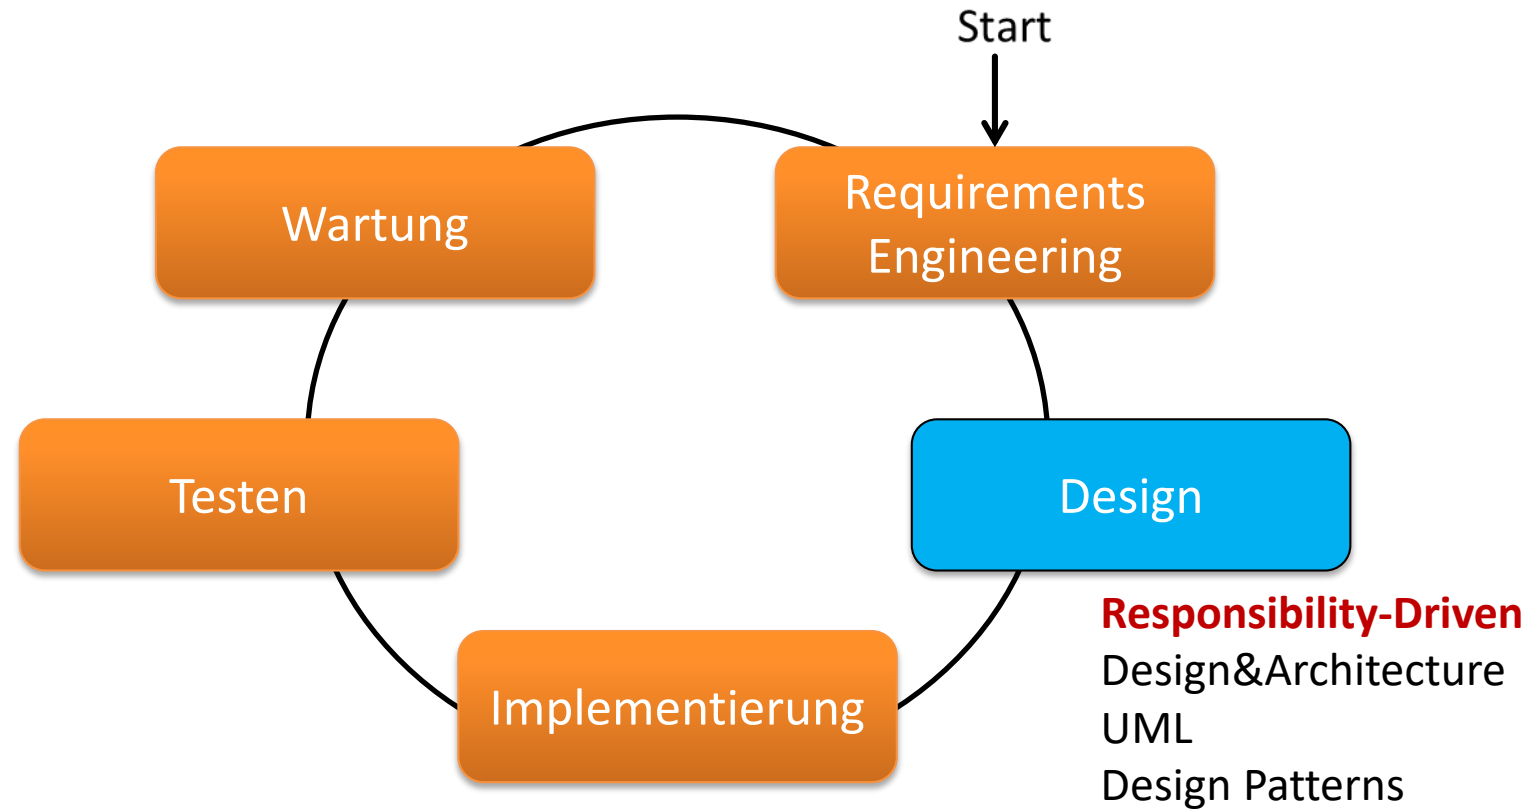 Start
Wartung
Requirements
Engineering
Testen
Design
Implementierung
Responsibility-Driven
Design&Architecture
UML
Design Patterns